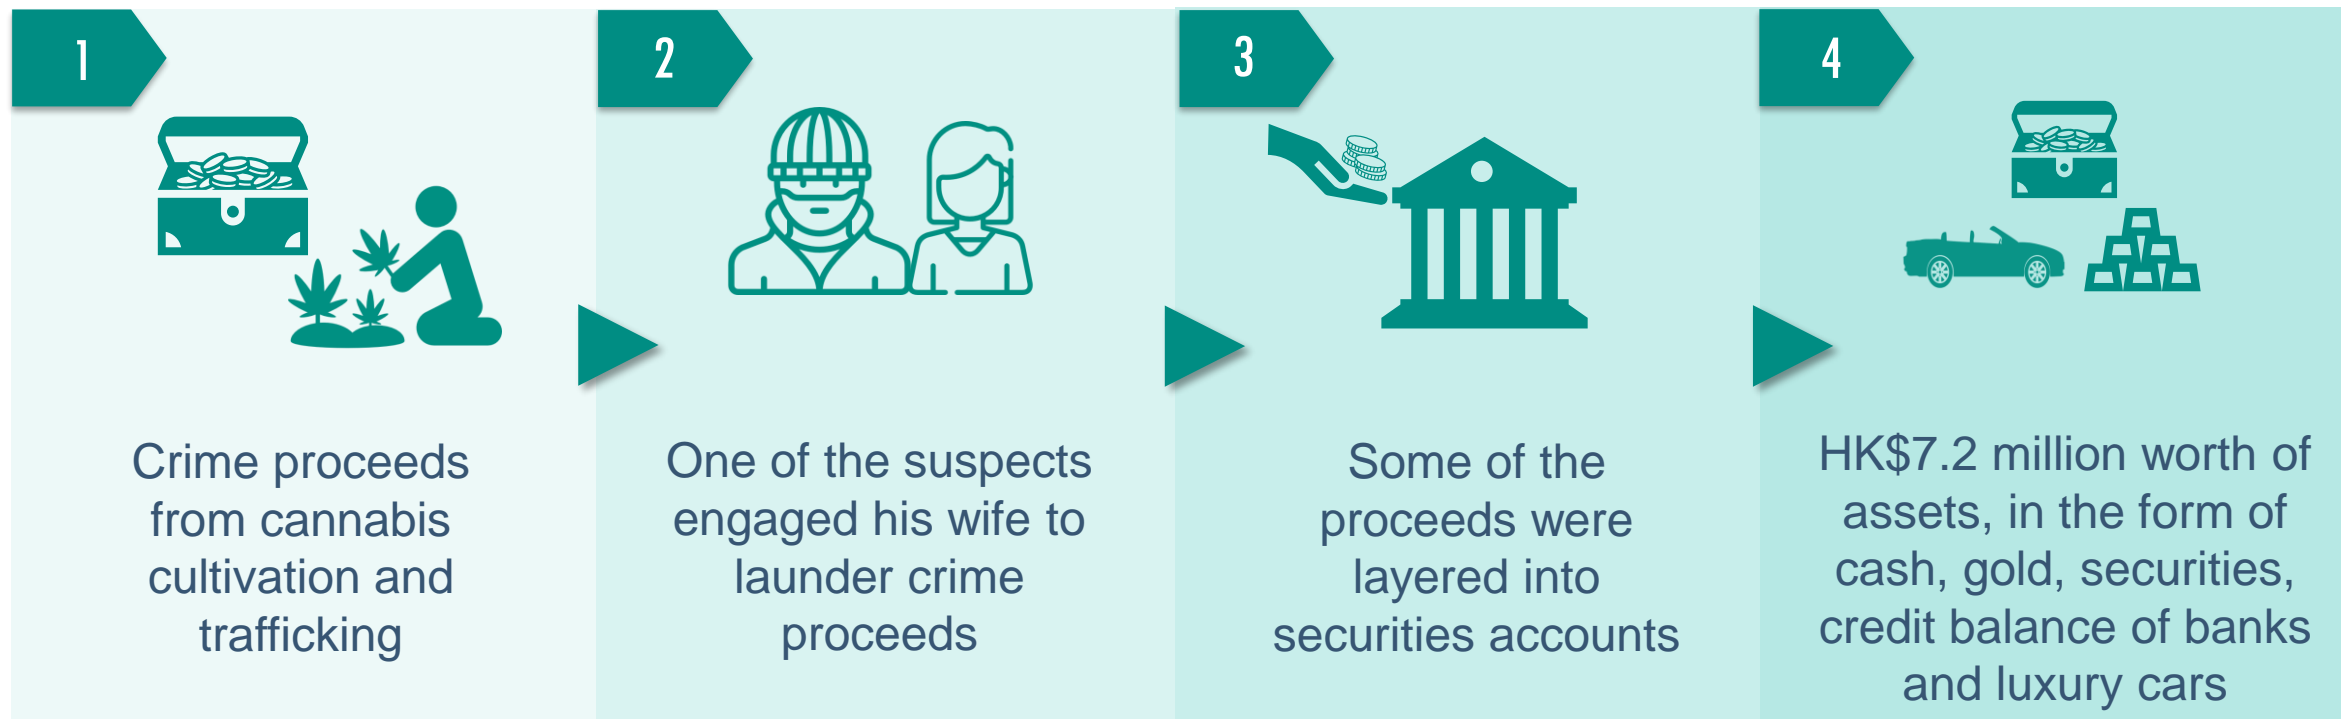 1
Crime proceeds
from cannabis
cultivation and
trafficking
2
One of the suspects
engaged his wife to
launder crime
proceeds
3
Some of the
proceeds were
layered into
securities accounts
4
HK$7.2 million worth of
assets, in the form of
cash, gold, securities,
credit balance of banks
and luxury cars